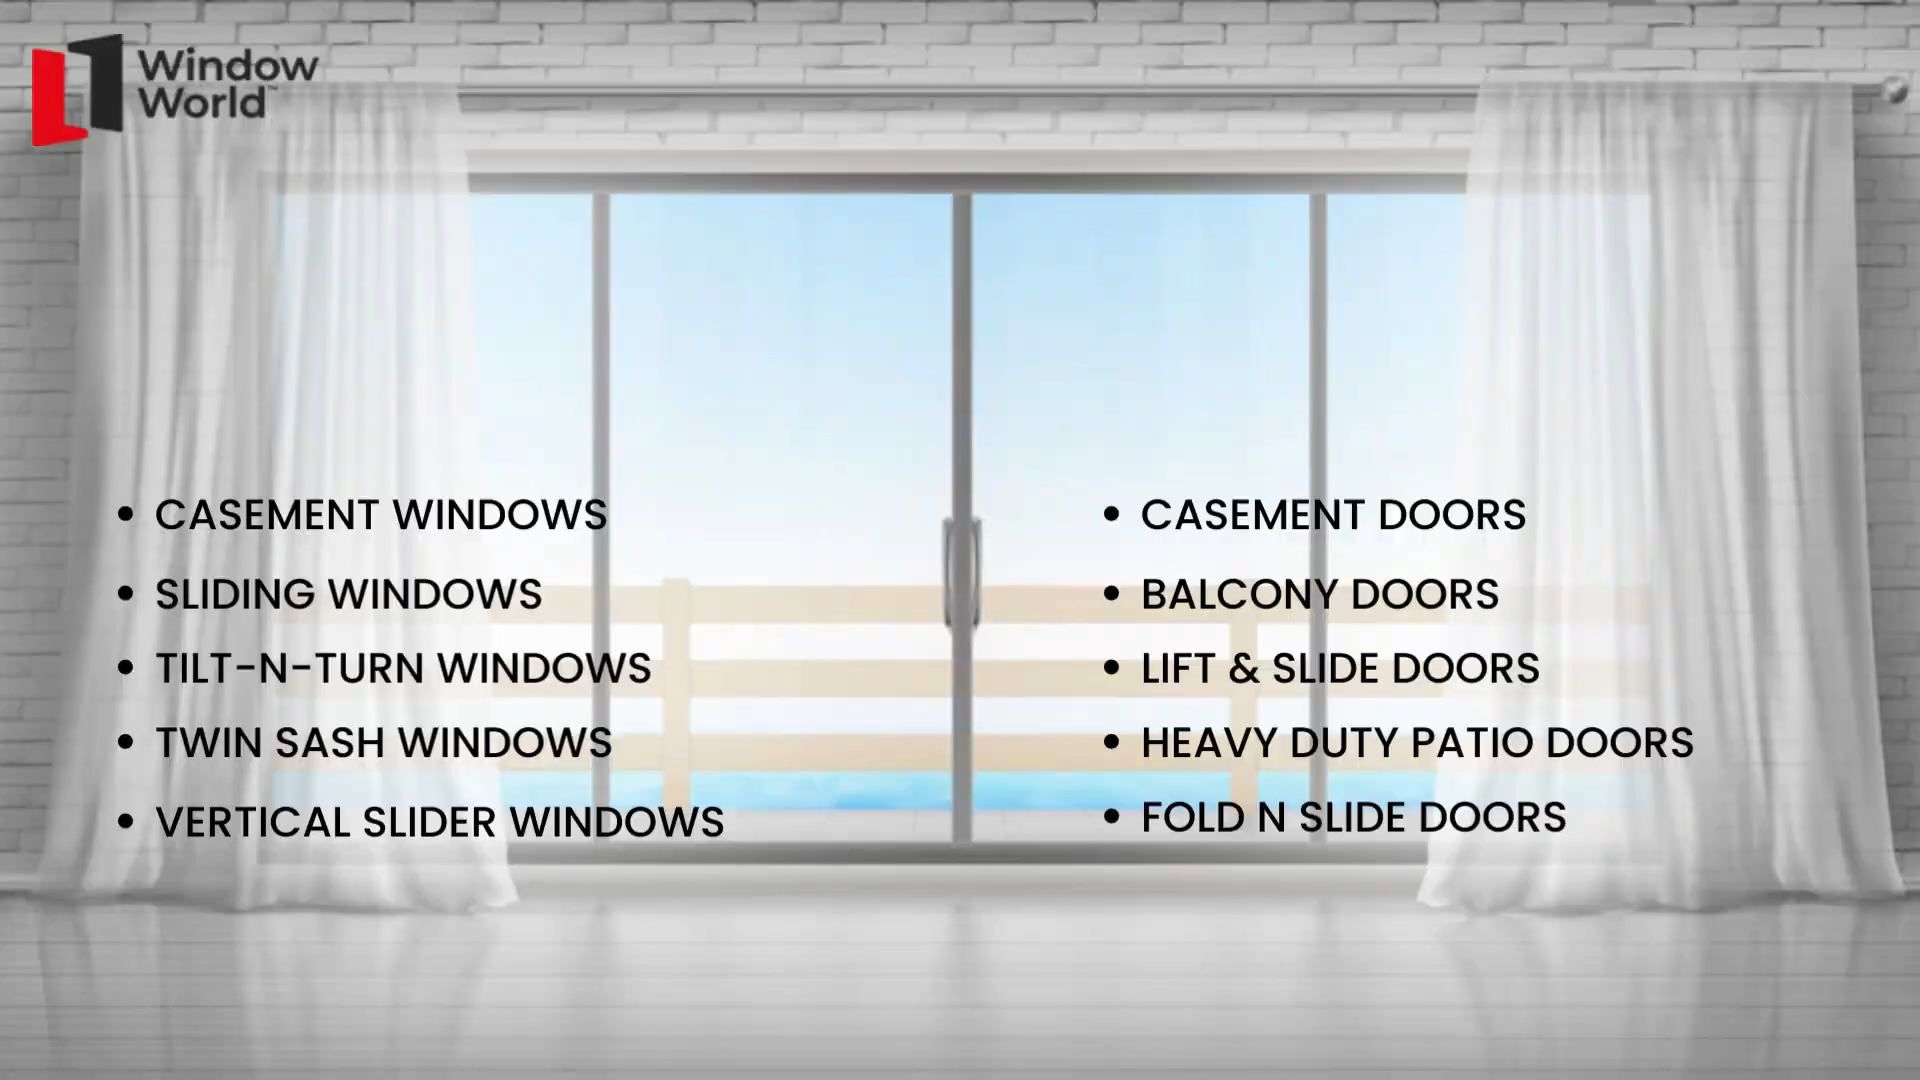 Window
World™
• CASEMENT WINDOWS
• SLIDING WINDOWS
• TILT-N-TURN WINDOWS
• TWIN SASH WINDOWS
• VERTICAL SLIDER WINDOWS
• CASEMENT DOORS
• BALCONY DOORS
• LIFT & SLIDE DOORS
• HEAVY DUTY PATIO DOORS
• FOLD N SLIDE DOORS